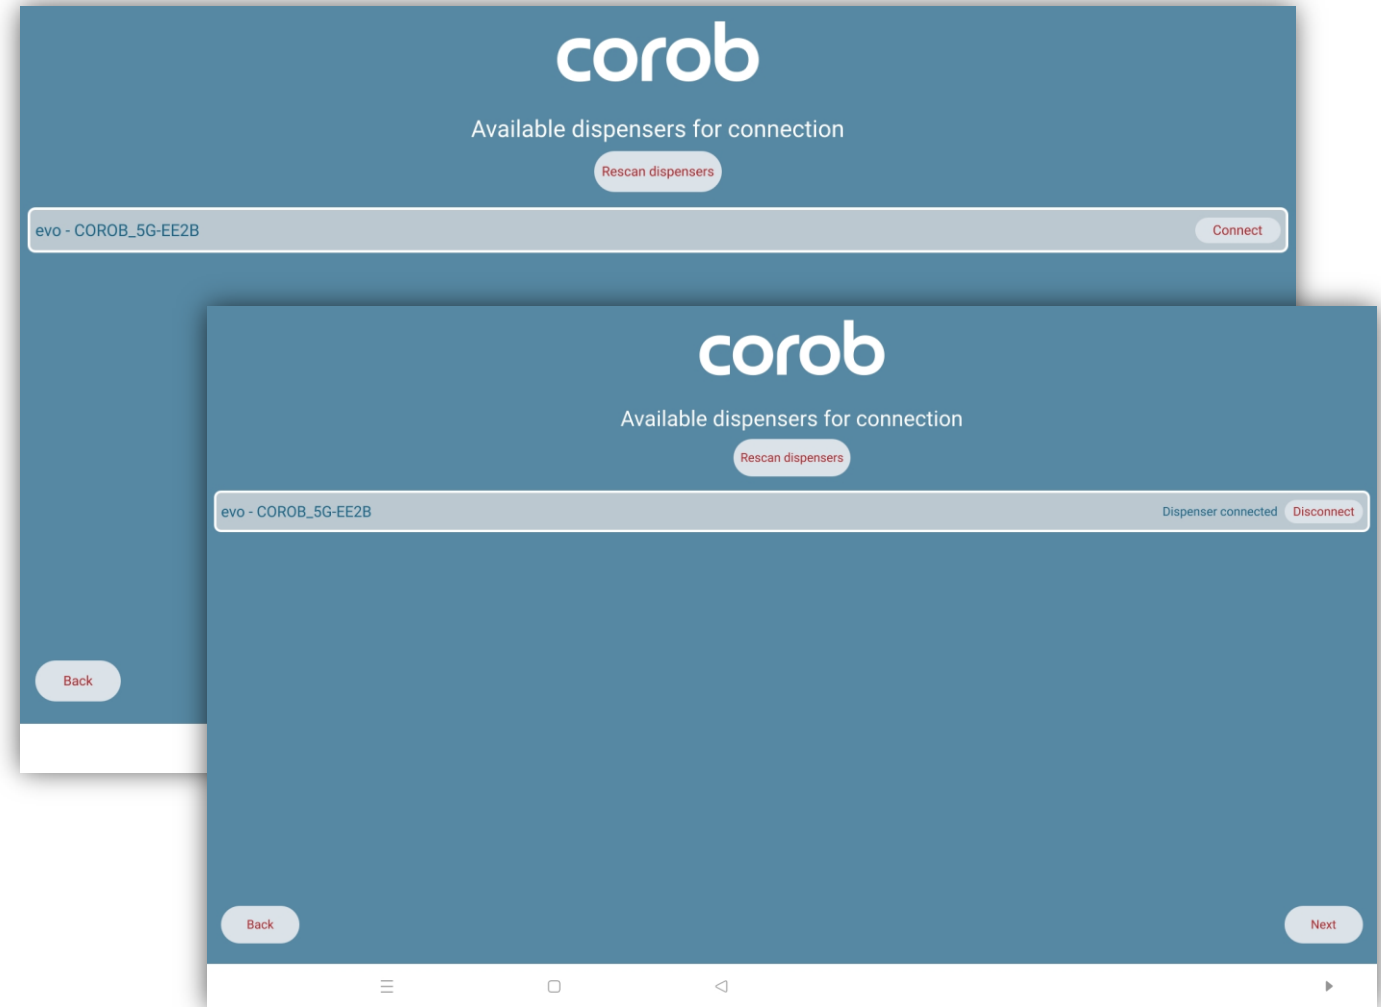 corob
Available dispensers for connection
Rescan dispensers
evo - COROB_5G-EE2B Connect
Back
corob
Available dispensers for connection
Rescan dispensers
evo - COROB_5G-EE2B Dispenser connected Disconnect
Back Next